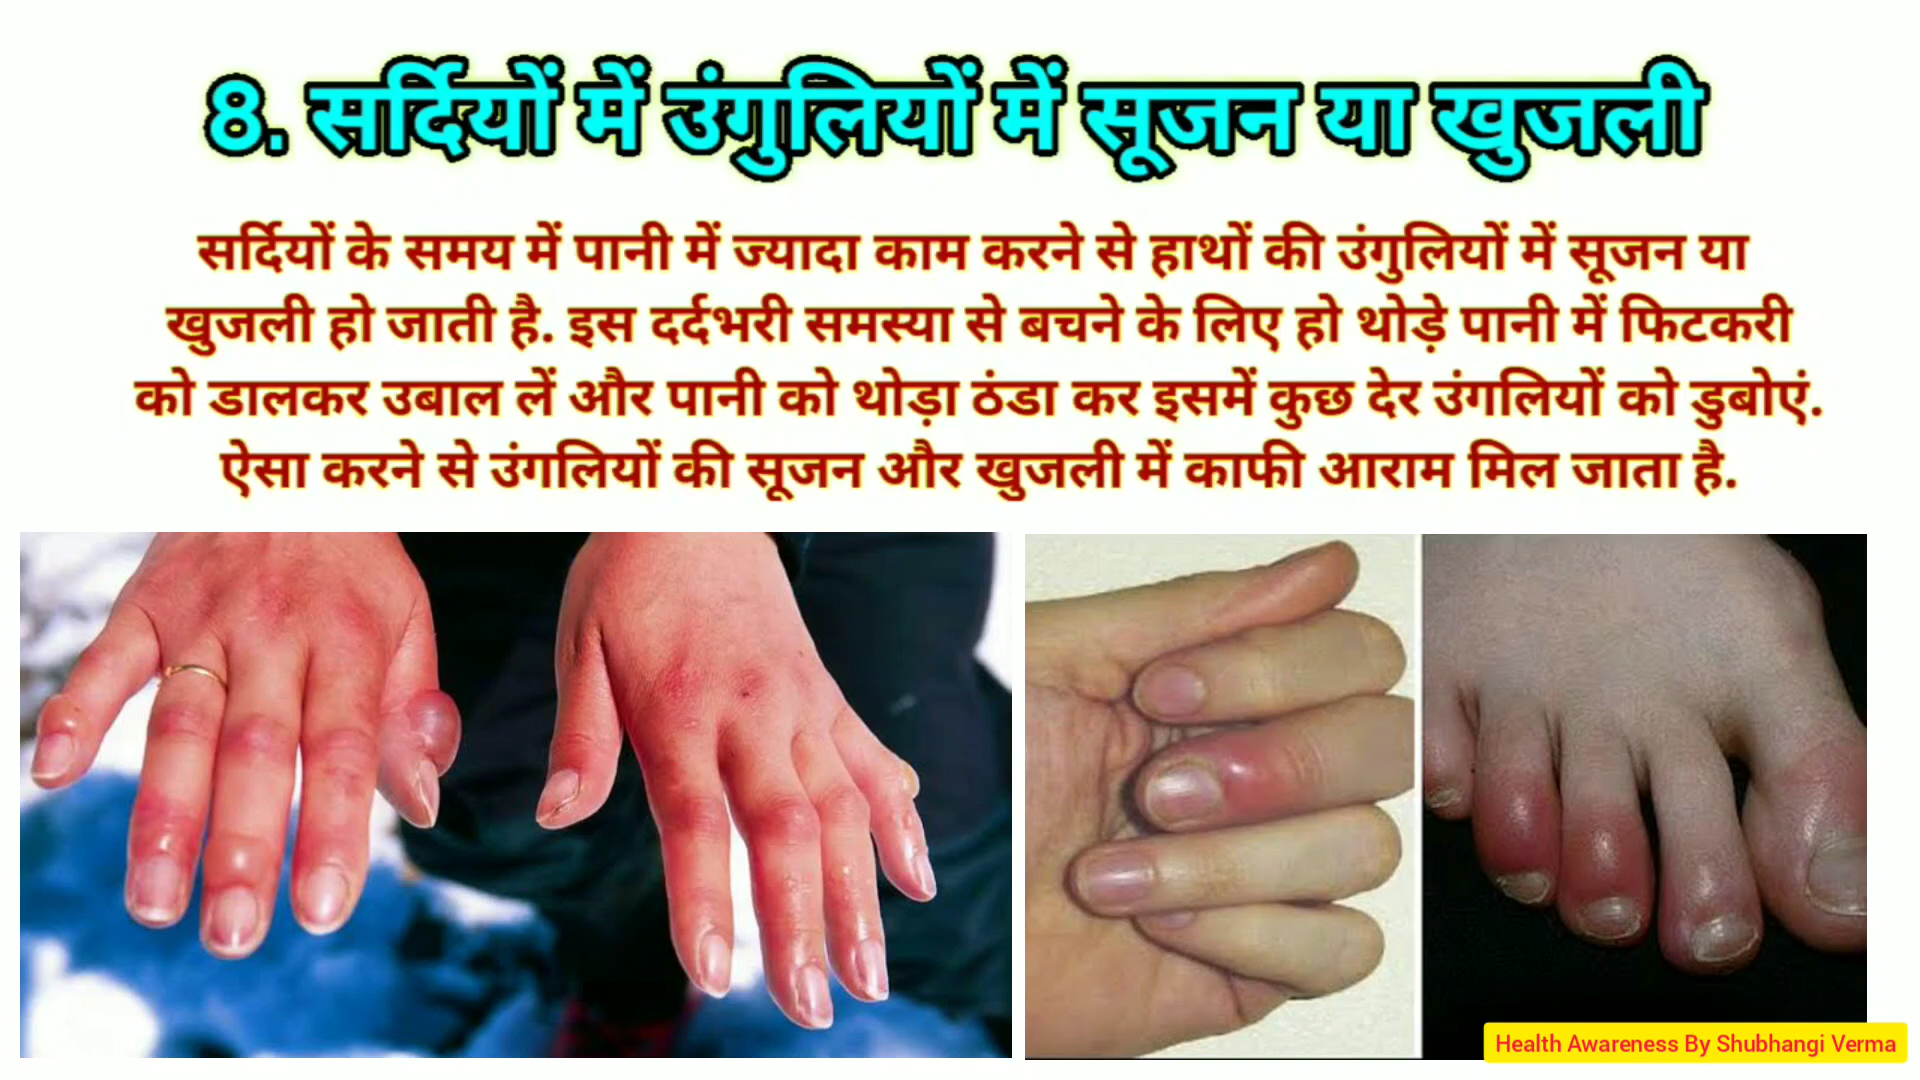 8. सर्दियों में उंगुलियों में सूजन या खुजली
सर्दियों के समय में पानी में ज्यादा काम करने से हाथों की उंगुलियों में सूजन या
खुजली हो जाती है. इस दर्दभरी समस्या से बचने के लिए हो थोड़े पानी में फिटकरी
को डालकर उबाल लें और पानी को थोड़ा ठंडा कर इसमें कुछ देर उंगलियों को डुबोएं.
ऐसा करने से उंगलियों की सूजन और खुजली में काफी आराम मिल जाता है.
Health Awareness By Shubhangi Verma